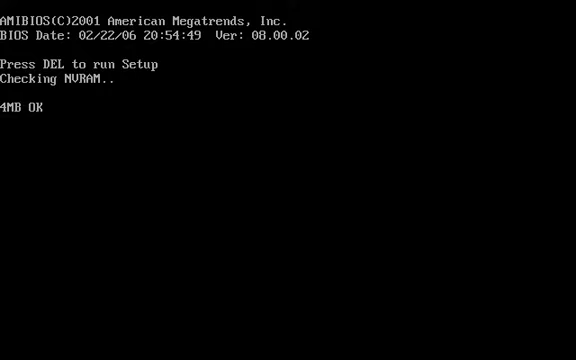 AMIBIOS(C)2001 American Megatrends, Inc.
BIOS Date: 02/22/06 20:54:49 Ver: 08.00.02
Press DEL to run Setup
Checking NVRAM..
4MB OK